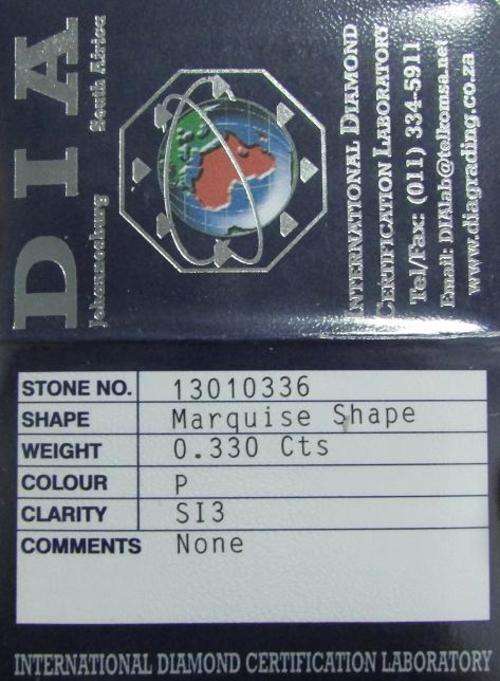 DIA
Johannesburg South Africa
INTERNATIONAL DIAMOND
CERTIFICATION LABORATORY
Tel/Fax: (011) 334-5911
Email: DIAlab@telkomsa.net
www.diagrading.co.za
STONE NO. 13010336
SHAPE Marquise Shape
WEIGHT 0.330 Cts
COLOUR P
CLARITY SI3
COMMENTS None
INTERNATIONAL DIAMOND CERTIFICATION LABORATORY